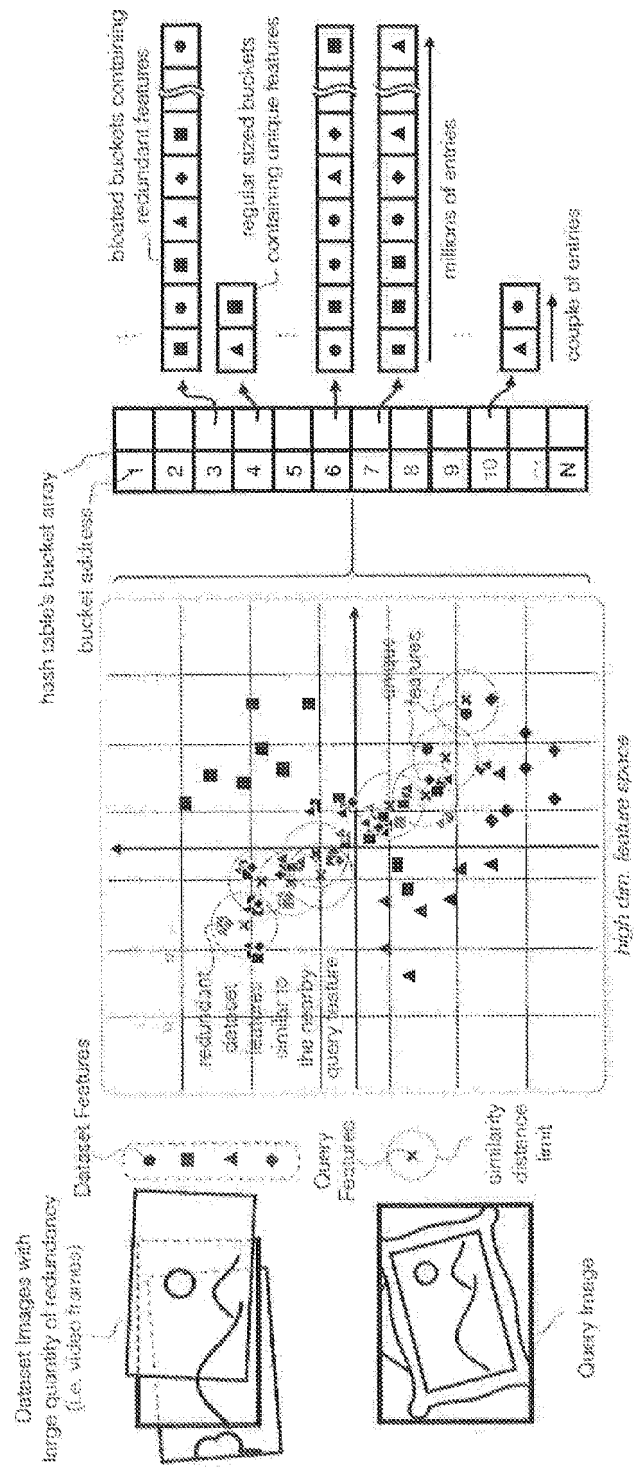 Dataset Images with
large quantity of redundancy
(i.e. video frames)
Dataset Features
Query Image
Query
Features
similarity
distance
limit
redundant
dataset
features
similar to
the nearby
query feature
unique
features
high dim. feature space
hash table's bucket array
bucket address
1
2
3
4
5
6
7
8
9
10
N
bloated buckets containing
redundant features
regular sized buckets
containing unique features
millions of entries
couple of entries